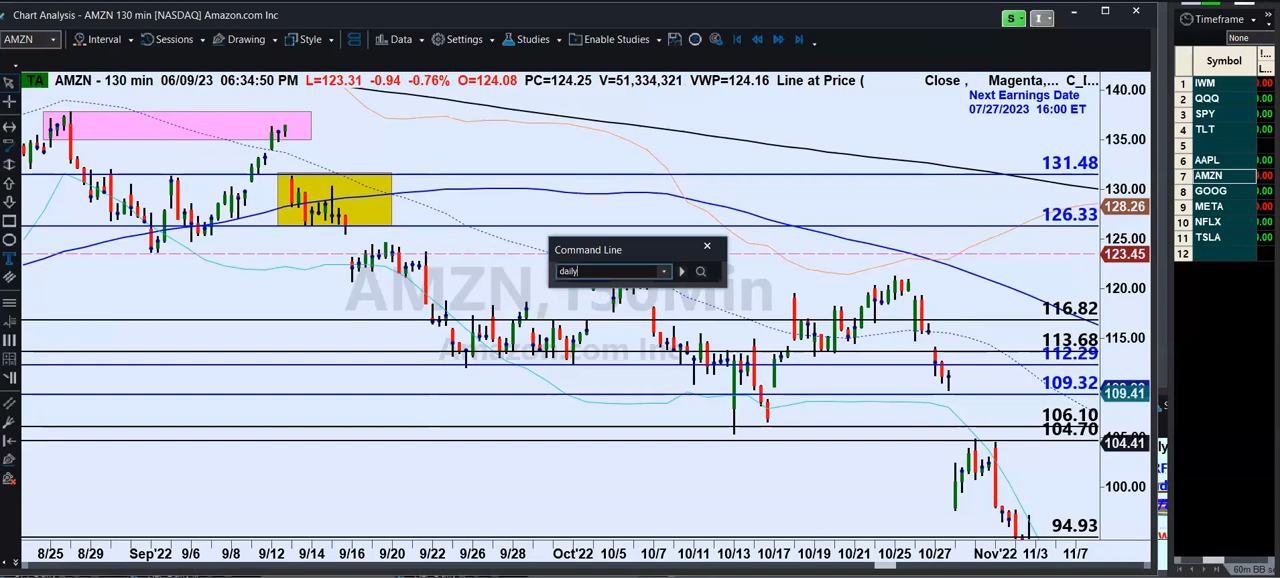 Chart Analysis - AMZN 130 min [NASDAQ] Amazon.com Inc
S
I
Timeframe
None
AMZN
Interval
Sessions
Drawing
Style
Data
Settings
Studies
Enable Studies
Symbol
TA
AMZN - 130 min 06/09/23 06:34:50 PM L=123.31 -0.94 -0.76% O=124.08 PC=124.25 V=51,334,321 VWP=124.16 Line at Price ( Close , Magenta,... C_I...
Next Earnings Date
07/27/2023 16:00 ET
140.00
135.00
131.48
130.00
128.26
126.33
125.00
123.45
120.00
116.82
115.00
113.68
112.29
109.32
109.41
106.10
104.70
104.41
100.00
94.93
AMZN,130Min
Amazon.com Inc
Command Line
daily
8/25 8/29 Sep'22 9/6 9/8 9/12 9/14 9/16 9/20 9/22 9/26 9/28 Oct'22 10/5 10/7 10/11 10/13 10/17 10/19 10/21 10/25 10/27 Nov'22 11/3 11/7
1 IWM
2 QQQ
3 SPY
4 TLT
5
6 AAPL
7 AMZN
8 GOOG
9 META
10 NFLX
11 TSLA
12
60m BB